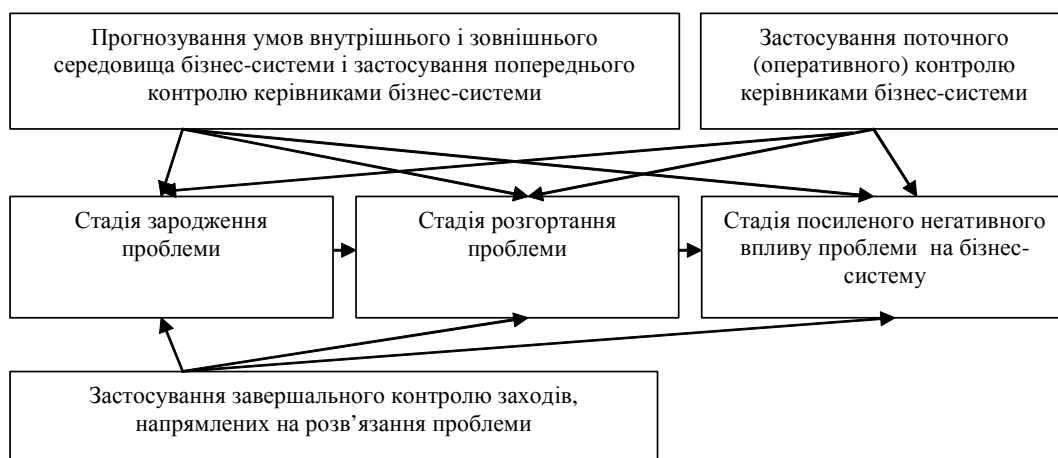 Прогнозування умов внутрішнього і зовнішнього
середовища бізнес-системи і застосування попереднього
контролю керівниками бізнес-системи
Застосування поточного
(оперативного) контролю
керівниками бізнес-системи
Стадія зародження
проблеми
Стадія розгортання
проблеми
Стадія посиленого негативного
впливу проблеми на бізнес-
систему
Застосування завершального контролю заходів,
напрямлених на розв’язання проблеми